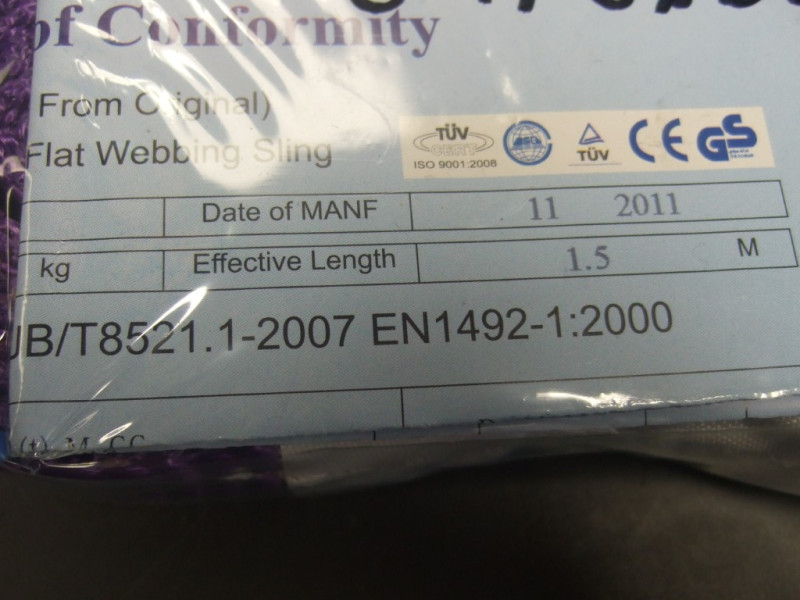 of Conformity
From Original)
Flat Webbing Sling
TÜV
CERT
ISO 9001:2008
TÜV
CE
GS
Date of MANF 11 2011
kg Effective Length 1.5 M
JB/T8521.1-2007 EN1492-1:2000